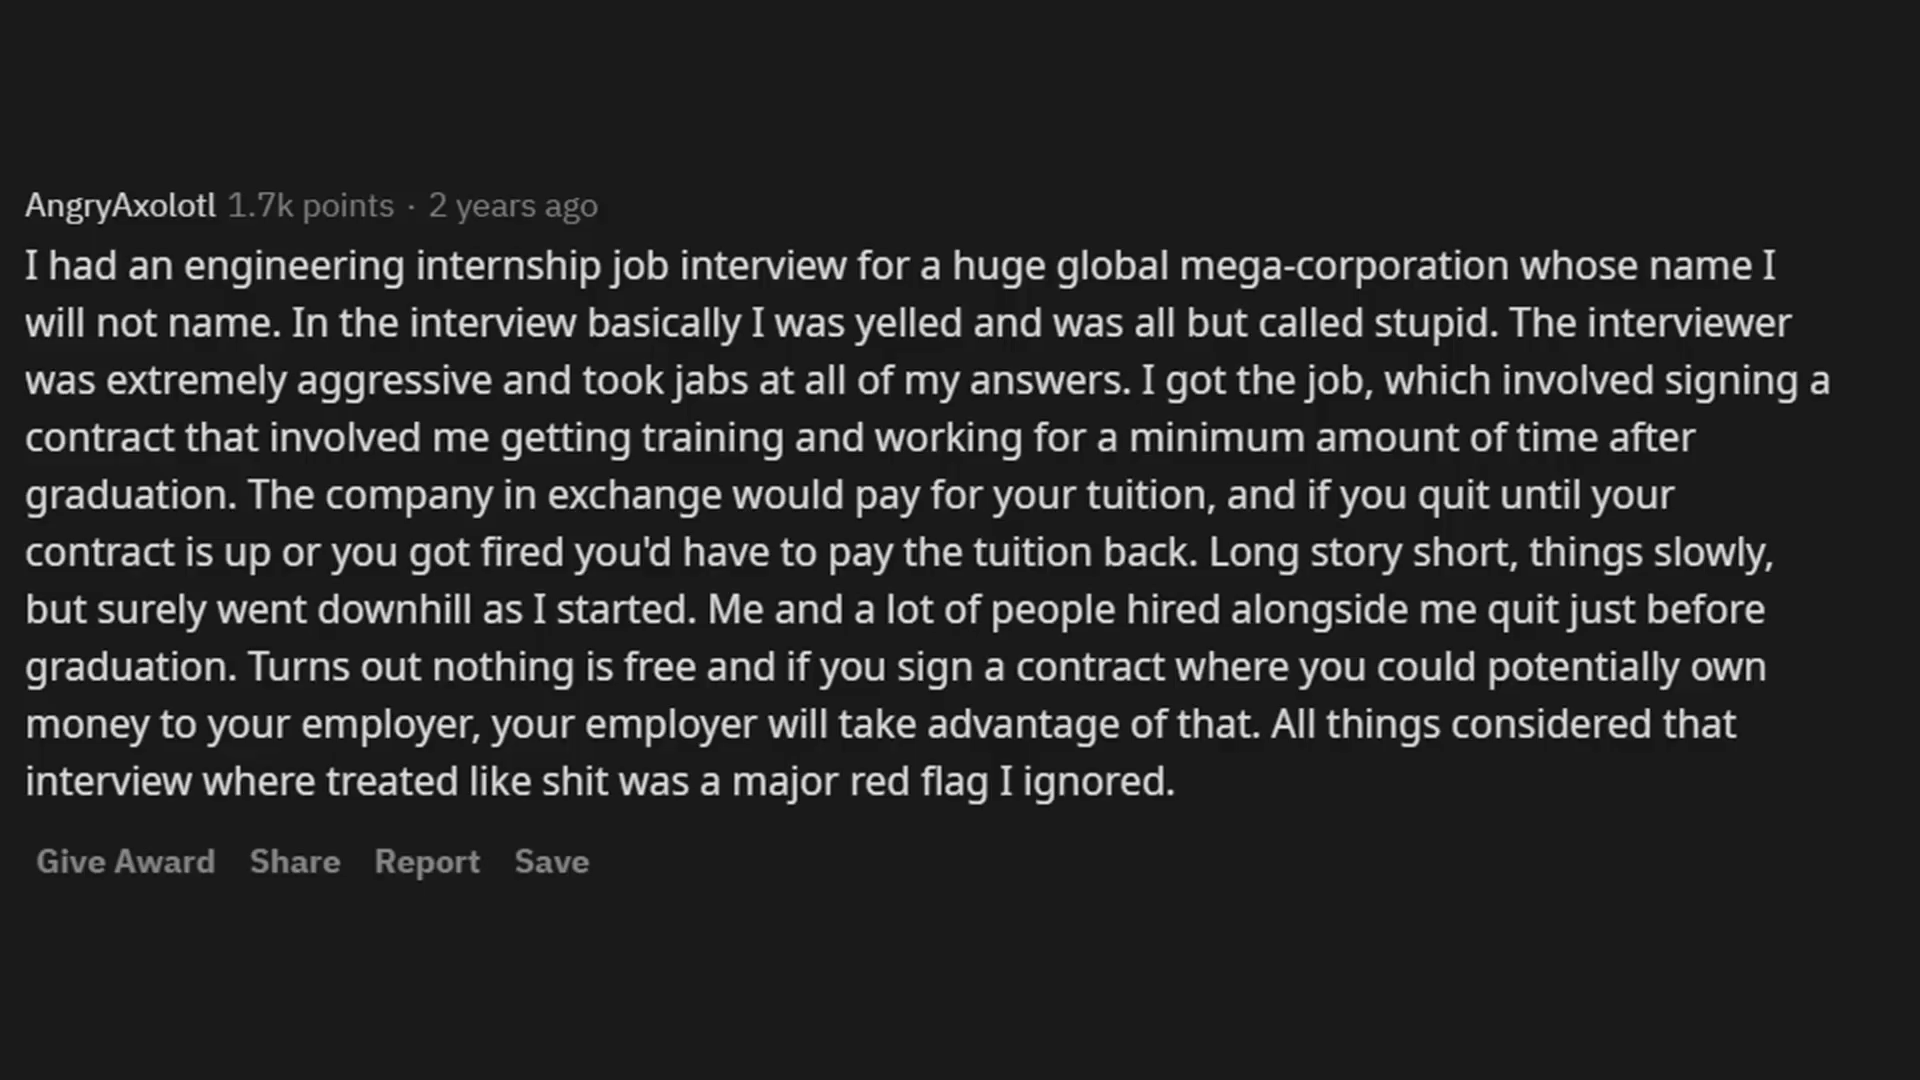 AngryAxolotl 1.7k points · 2 years ago
I had an engineering internship job interview for a huge global mega-corporation whose name I
will not name. In the interview basically I was yelled and was all but called stupid. The interviewer
was extremely aggressive and took jabs at all of my answers. I got the job, which involved signing a
contract that involved me getting training and working for a minimum amount of time after
graduation. The company in exchange would pay for your tuition, and if you quit until your
contract is up or you got fired you'd have to pay the tuition back. Long story short, things slowly,
but surely went downhill as I started. Me and a lot of people hired alongside me quit just before
graduation. Turns out nothing is free and if you sign a contract where you could potentially own
money to your employer, your employer will take advantage of that. All things considered that
interview where treated like shit was a major red flag I ignored.
Give Award Share Report Save